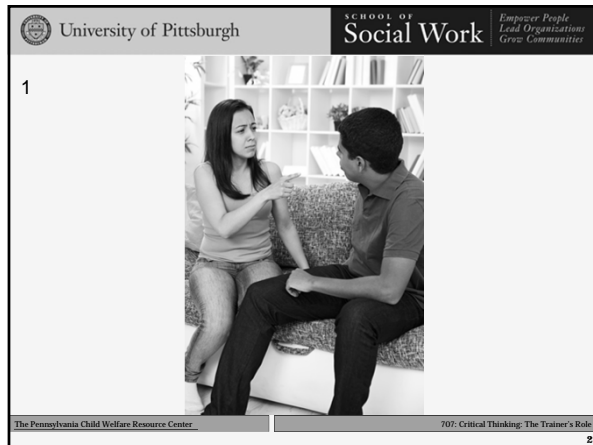 University of Pittsburgh
SCHOOL OF
Social Work
Empower People
Lead Organizations
Grow Communities
1
The Pennsylvania Child Welfare Resource Center
707: Critical Thinking: The Trainer's Role
2